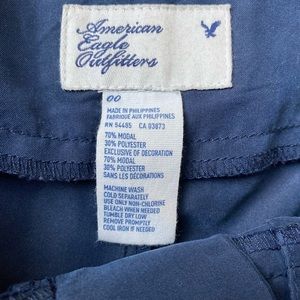 American
Eagle
Outfitters
00
MADE IN PHILIPPINES
FABRIQUE AUX PHILIPPINES
RN 54485 CA 03873
70% MODAL
30% POLYESTER
EXCLUSIVE OF DECORATION
70% MODAL
30% POLYESTER
SANS LES DÉCORATIONS
MACHINE WASH
COLD SEPARATELY
USE ONLY NON-CHLORINE
BLEACH WHEN NEEDED
TUMBLE DRY LOW
REMOVE PROMPTLY
COOL IRON IF NEEDED